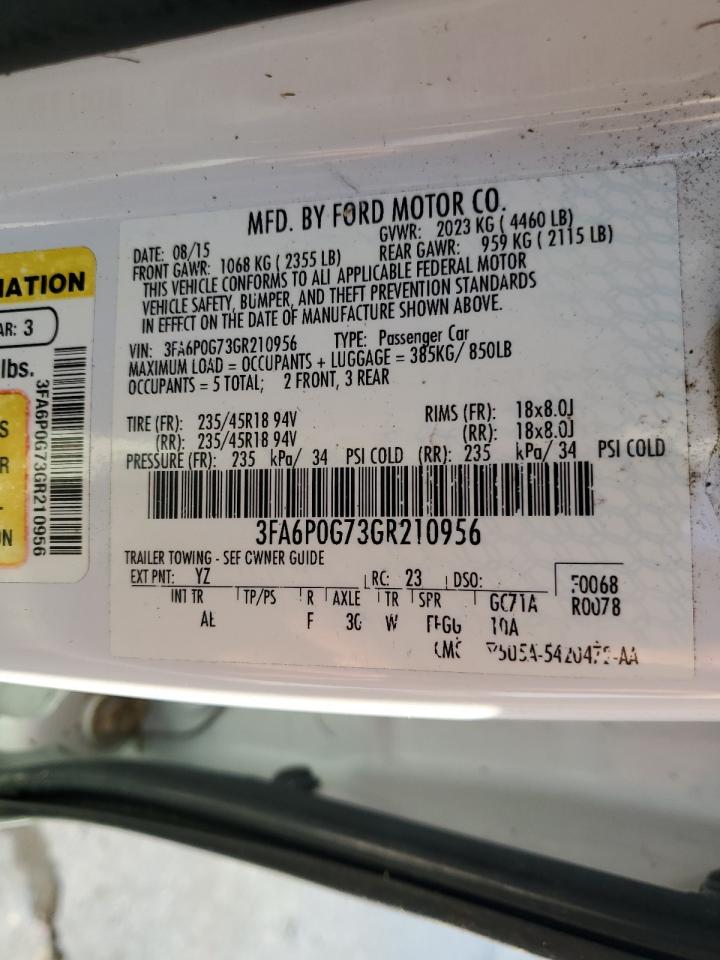 MFD. BY FORD MOTOR CO.
DATE: 08/15
GVWR: 2023 KG ( 4460 LB)
FRONT GAWR: 1068 KG ( 2355 LB)
REAR GAWR: 959 KG ( 2115 LB)
THIS VEHICLE CONFORMS TO ALL APPLICABLE FEDERAL MOTOR
VEHICLE SAFETY, BUMPER, AND THEFT PREVENTION STANDARDS
IN EFFECT ON THE DATE OF MANUFACTURE SHOWN ABOVE.
VIN: 3FA6P0G73GR210956 TYPE: Passenger Car
MAXIMUM LOAD = OCCUPANTS + LUGGAGE = 385KG/ 850LB
OCCUPANTS = 5 TOTAL; 2 FRONT, 3 REAR
TIRE (FR): 235/45R18 94V RIMS (FR): 18x8.0J
(RR): 235/45R18 94V (RR): 18x8.0J
PRESSURE (FR): 235 kPa/ 34 PSI COLD (RR): 235 kPa/ 34 PSI COLD
3FA6P0G73GR210956
TRAILER TOWING - SEE OWNER GUIDE
EXT PNT: YZ RC: 23 DSO:
INT TR TP/PS R AXLE TR SPR GC71A R0078
F W 10A
AR: 3
lbs.
3FA6P0G73GR210956